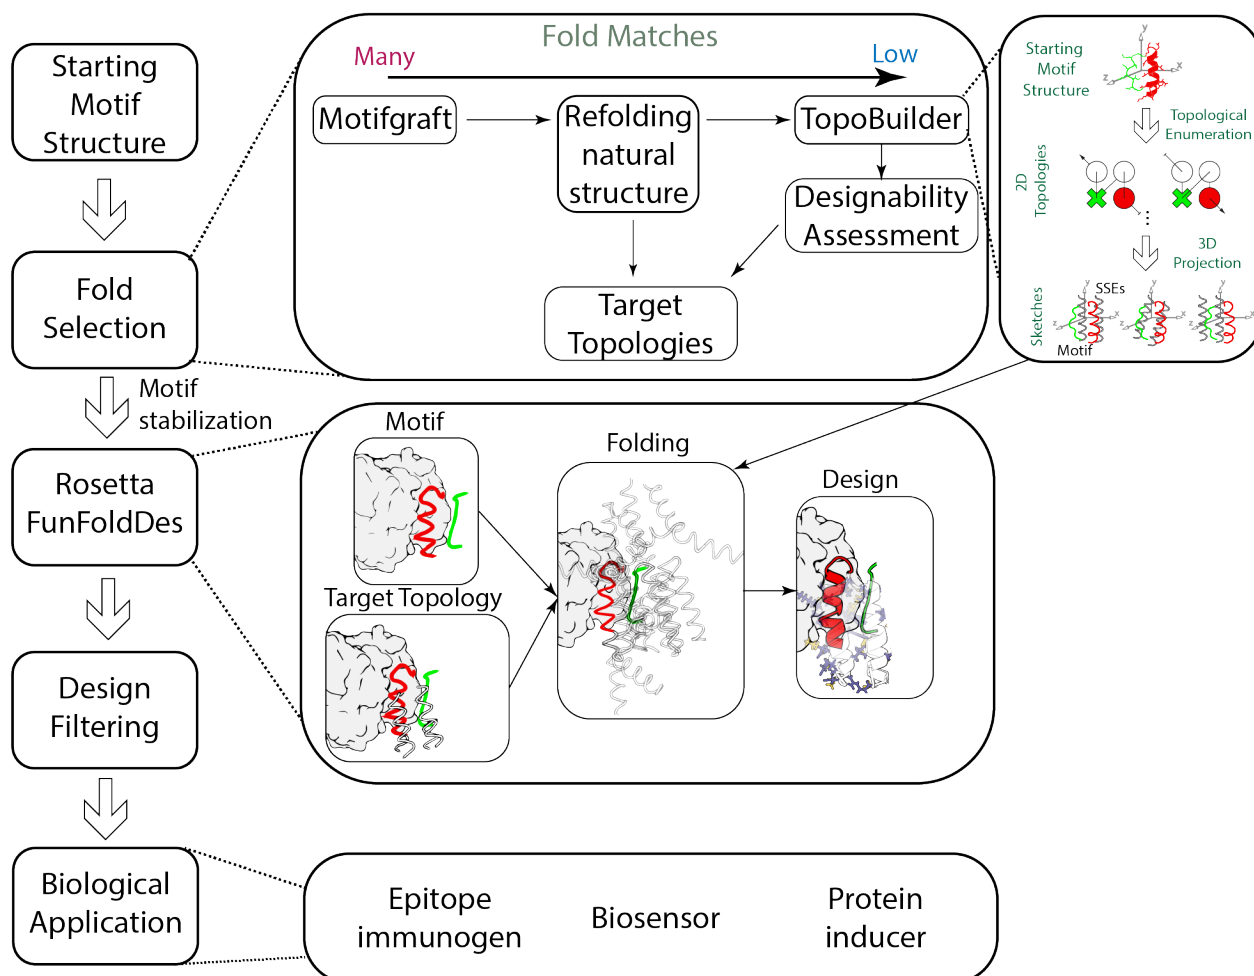 Starting
Motif
Structure
Fold
Selection
Motif
stabilization
Rosetta
FunFoldDes
Design
Filtering
Biological
Application
Fold Matches
Many
Low
Motifgraft
Refolding
natural
structure
TopoBuilder
Designability
Assessment
Target
Topologies
Starting
Motif
Structure
y
x
z
Topological
Enumeration
2D
Topologies
3D
Projection
Sketches
SSEs
y
x
z
y
x
z
y
x
z
Motif
Motif
Target Topology
Folding
Design
Epitope
immunogen
Biosensor
Protein
inducer